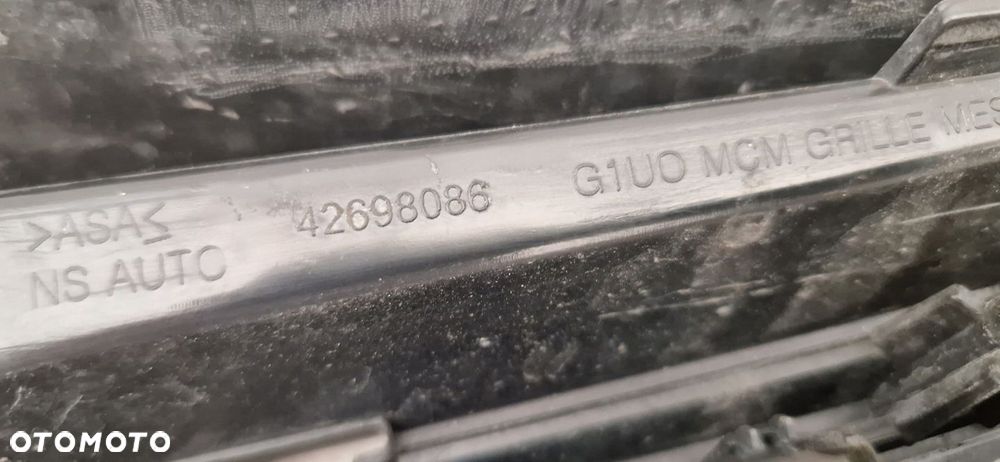 >ASA<
NS AUTO
42698086
G1UO MCM GRILLE MES
OTOMOTO